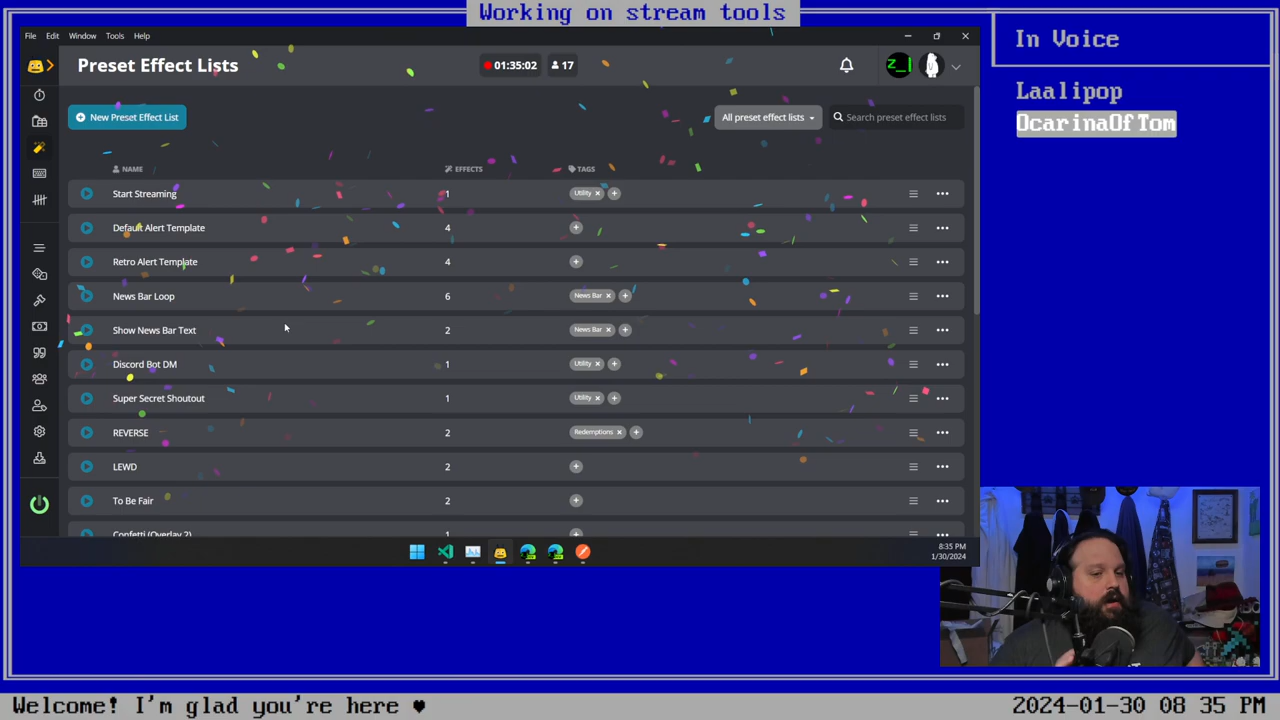 Working on stream tools
File Edit Window Tools Help
Preset Effect Lists
01:35:02
17
z_|
New Preset Effect List
All preset effect lists
Search preset effect lists
NAME EFFECTS TAGS
Start Streaming 1 Utility
Default Alert Template 4
Retro Alert Template 4
News Bar Loop 6 News Bar
Show News Bar Text 2 News Bar
Discord Bot DM 1 Utility
Super Secret Shoutout 1 Utility
REVERSE 2 Redemptions
LEWD 2
To Be Fair 2
Confetti (Overlay 2) 1
8:35 PM
1/30/2024
In Voice
Laalipop
OcarinaOfTom
Welcome! I'm glad you're here ♥
2024-01-30 08 35 PM